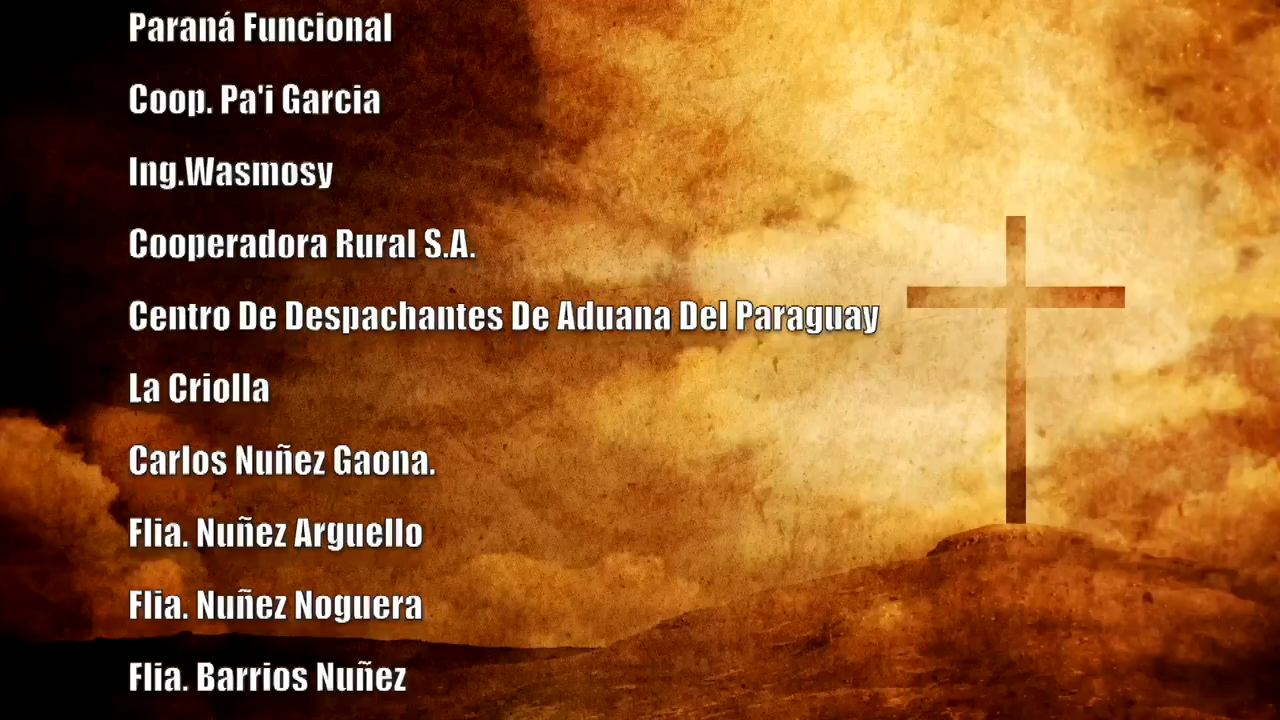 Paraná Funcional
Coop. Pa'i Garcia
Ing.Wasmosy
Cooperadora Rural S.A.
Centro De Despachantes De Aduana Del Paraguay
La Criolla
Carlos Nuñez Gaona.
Flia. Nuñez Arguello
Flia. Nuñez Noguera
Flia. Barrios Nuñez